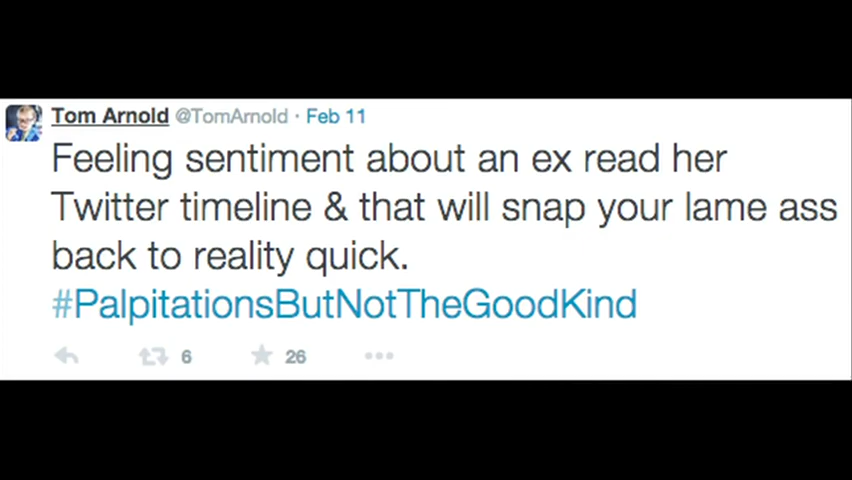 Tom Arnold @TomArnold · Feb 11
Feeling sentiment about an ex read her
Twitter timeline & that will snap your lame ass
back to reality quick.
#PalpitationsButNotTheGoodKind
6 26